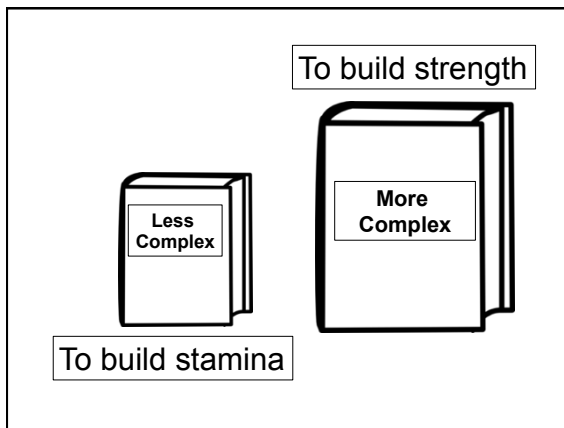 To build strength
More
Complex
Less
Complex
To build stamina